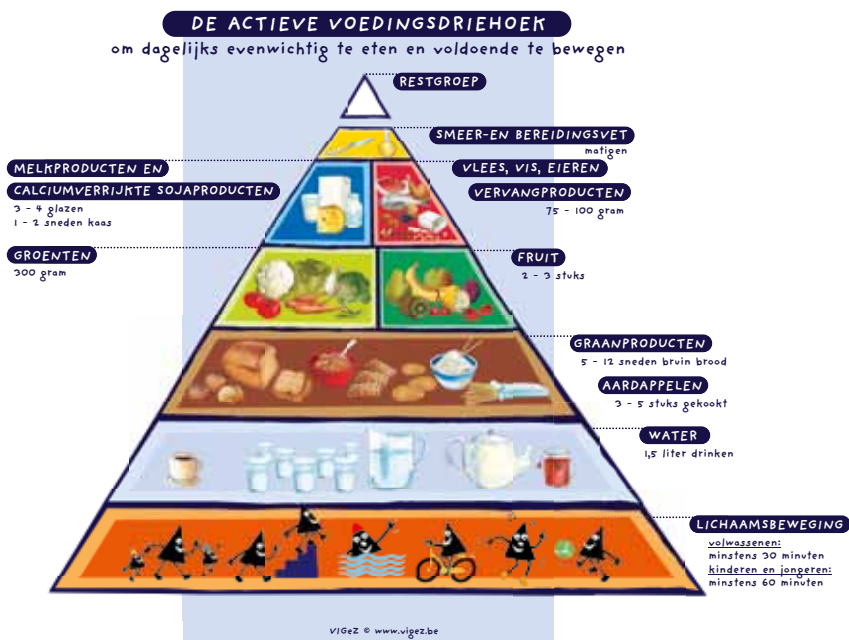 DE ACTIEVE VOEDINGSDRIEHOEK
om dagelijks evenwichtig te eten en voldoende te bewegen
RESTGROEP
SMEER-EN BEREIDINGSVET
matigen
MELKPRODUCTEN EN
CALCIUMVERRIJKTE SOJAPRODUCTEN
3 - 4 glazen
1 - 2 sneden kaas
VLEES, VIS, EIEREN
VERVANGPRODUCTEN
75 - 100 gram
GROENTEN
300 gram
FRUIT
2 - 3 stuks
GRAANPRODUCTEN
5 - 12 sneden bruin brood
AARDAPPELEN
3 - 5 stuks gekookt
WATER
1,5 liter drinken
LICHAAMSBEWEGING
volwassenen:
minstens 30 minuten
kinderen en jongeren:
minstens 60 minuten
VIGeZ © www.vigez.be